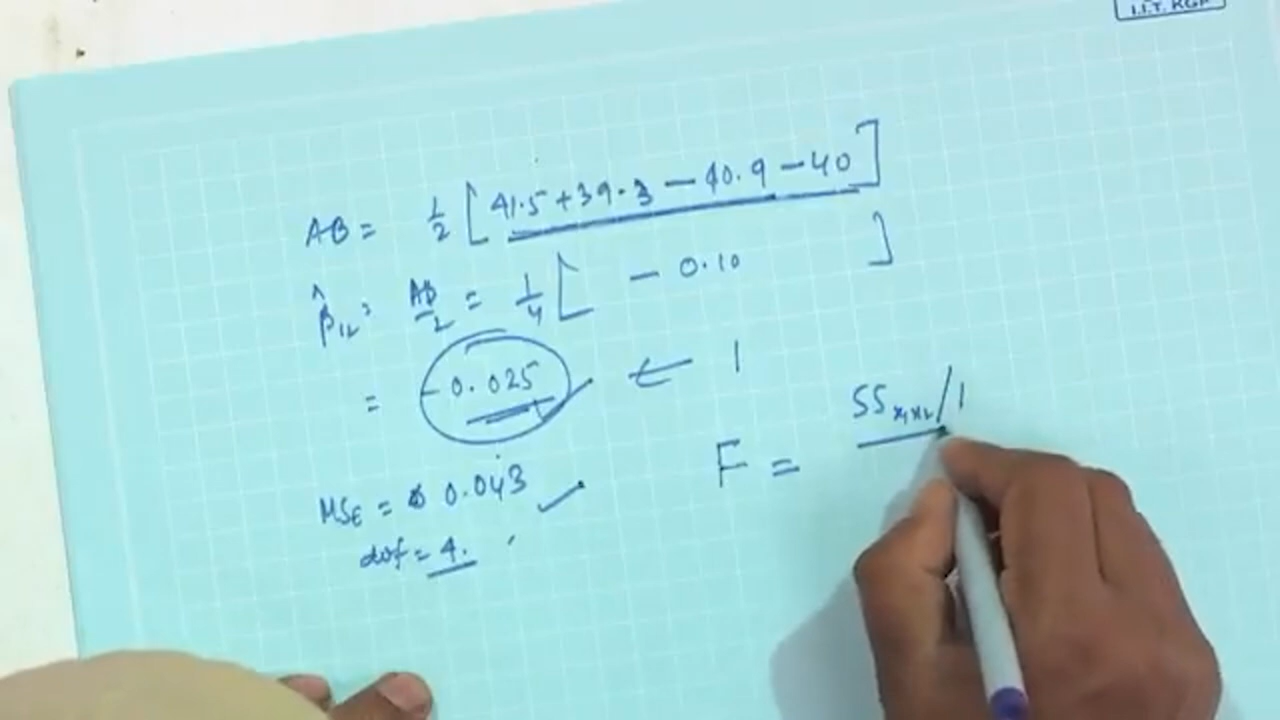 I.I.T. KGP
AB = 1/2 [41.5 + 39.3 − 40.9 − 40]
β̂₁₂ = AB/2 = 1/4 [ − 0.10 ]
= −0.025 ← 1
F = SSₓ₁ₓ₂/1
MSE = 0.043
dof = 4.